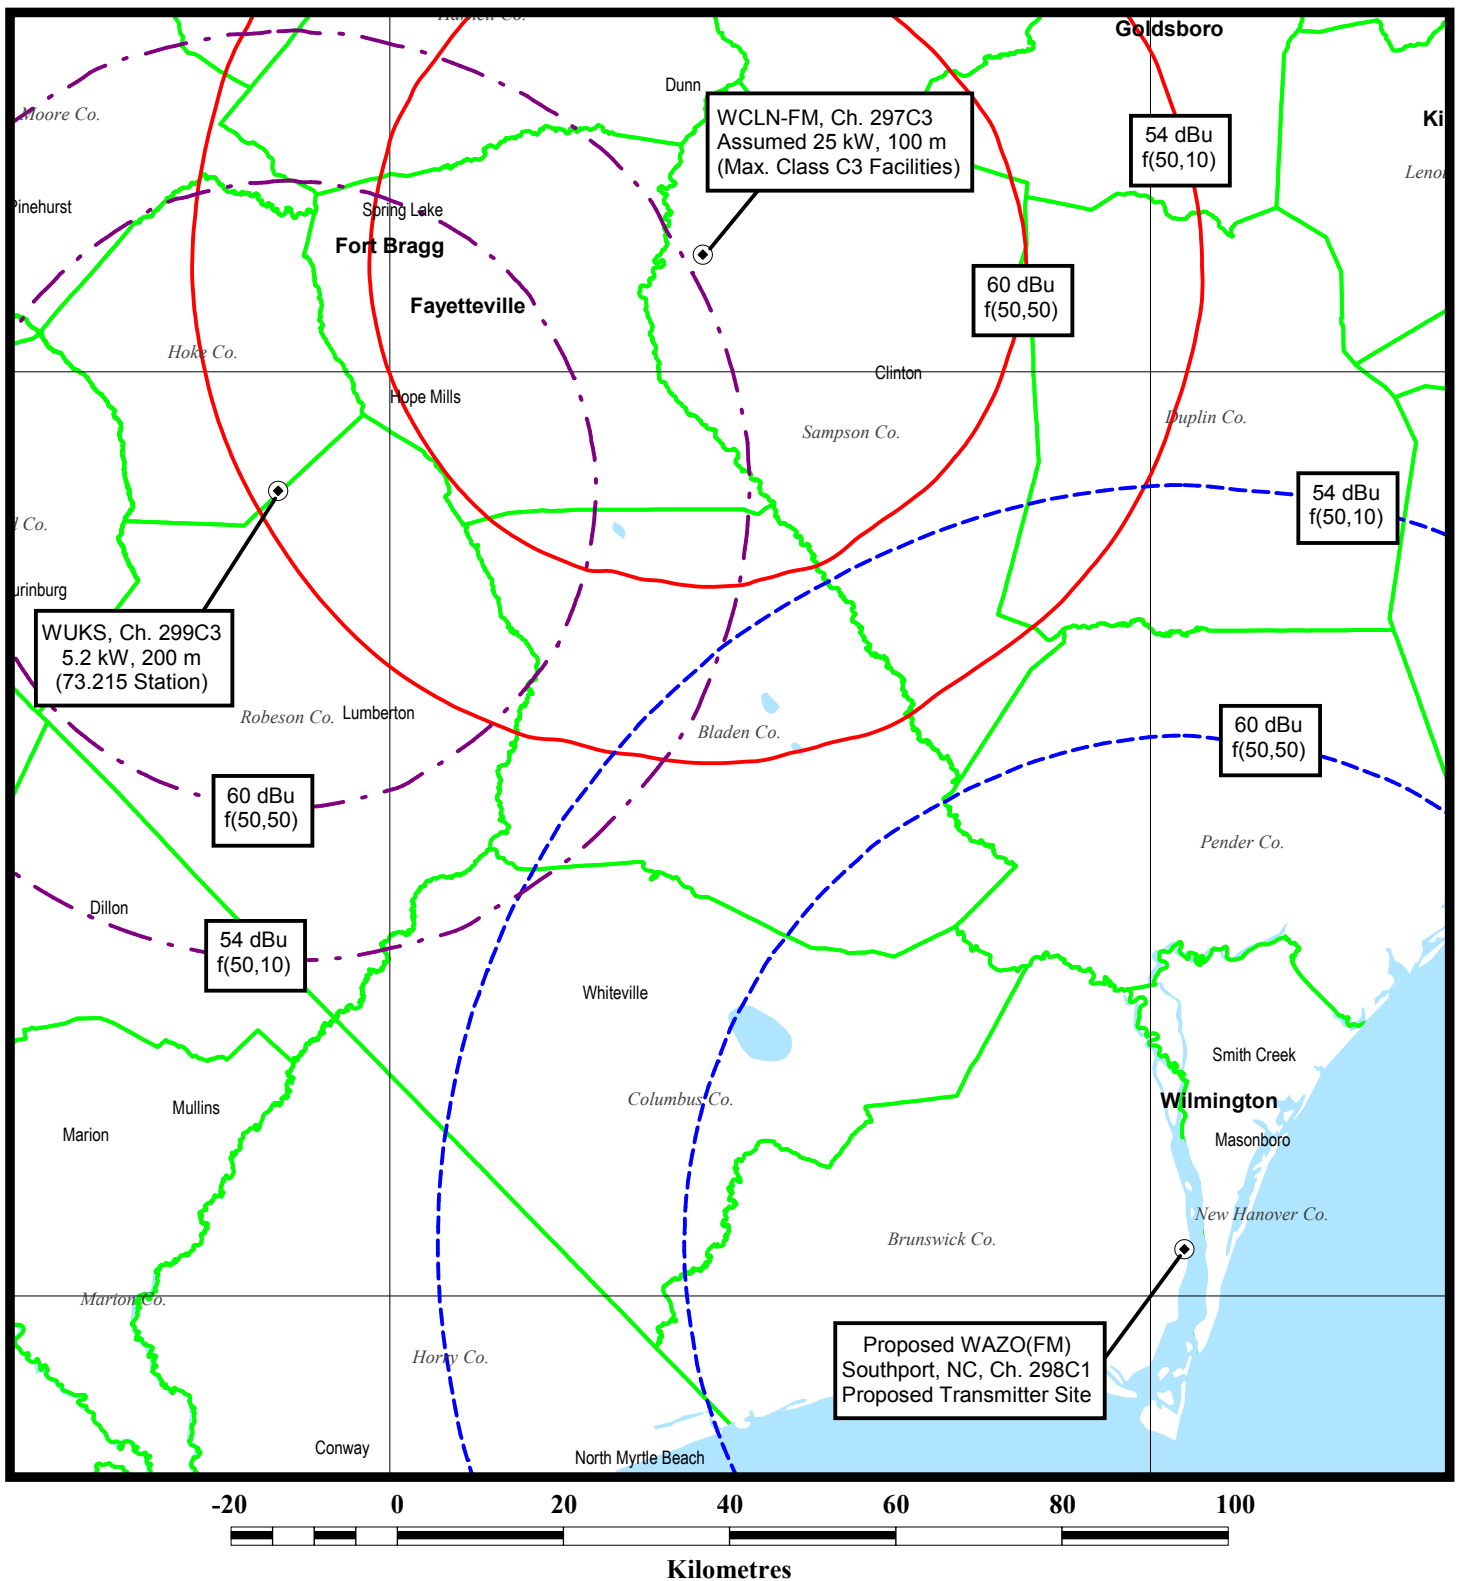 Harnett Co.
Goldsboro
Dunn
Moore Co.
WCLN-FM, Ch. 297C3
Assumed 25 kW, 100 m
(Max. Class C3 Facilities)
54 dBu
f(50,10)
Ki
Lenoi
Pinehurst
Spring Lake
Fort Bragg
Fayetteville
60 dBu
f(50,50)
Hoke Co.
Clinton
Hope Mills
Sampson Co.
Duplin Co.
54 dBu
f(50,10)
l Co.
urinburg
WUKS, Ch. 299C3
5.2 kW, 200 m
(73.215 Station)
Robeson Co.
Lumberton
Bladen Co.
60 dBu
f(50,50)
60 dBu
f(50,50)
Pender Co.
Dillon
54 dBu
f(50,10)
Whiteville
Smith Creek
Columbus Co.
Wilmington
Mullins
Marion
Masonboro
New Hanover Co.
Brunswick Co.
Marion Co.
Proposed WAZO(FM)
Southport, NC, Ch. 298C1
Proposed Transmitter Site
Horry Co.
Conway
North Myrtle Beach
-20 0 20 40 60 80 100
Kilometres